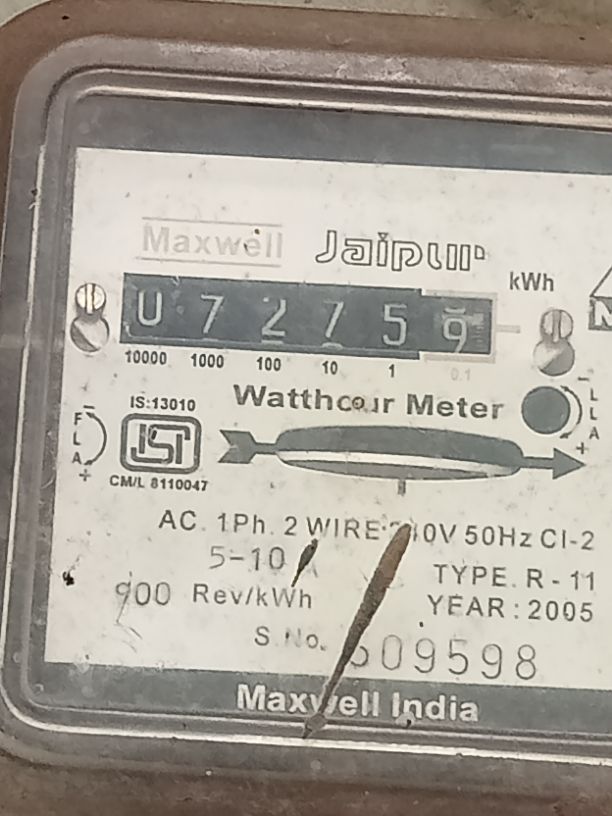 Maxwell Jaipur
kWh
0 7 2 7 5 9
10000 1000 100 10 1 0.1
Watthour Meter
IS:13010
F L A
- +
ISI
L L A
- +
CM/L 8110047
AC. 1Ph. 2 WIRE 50Hz Cl-2
5-10
TYPE. R-11
900 Rev/kWh
YEAR: 2005
S.No. 09598
Maxwell India